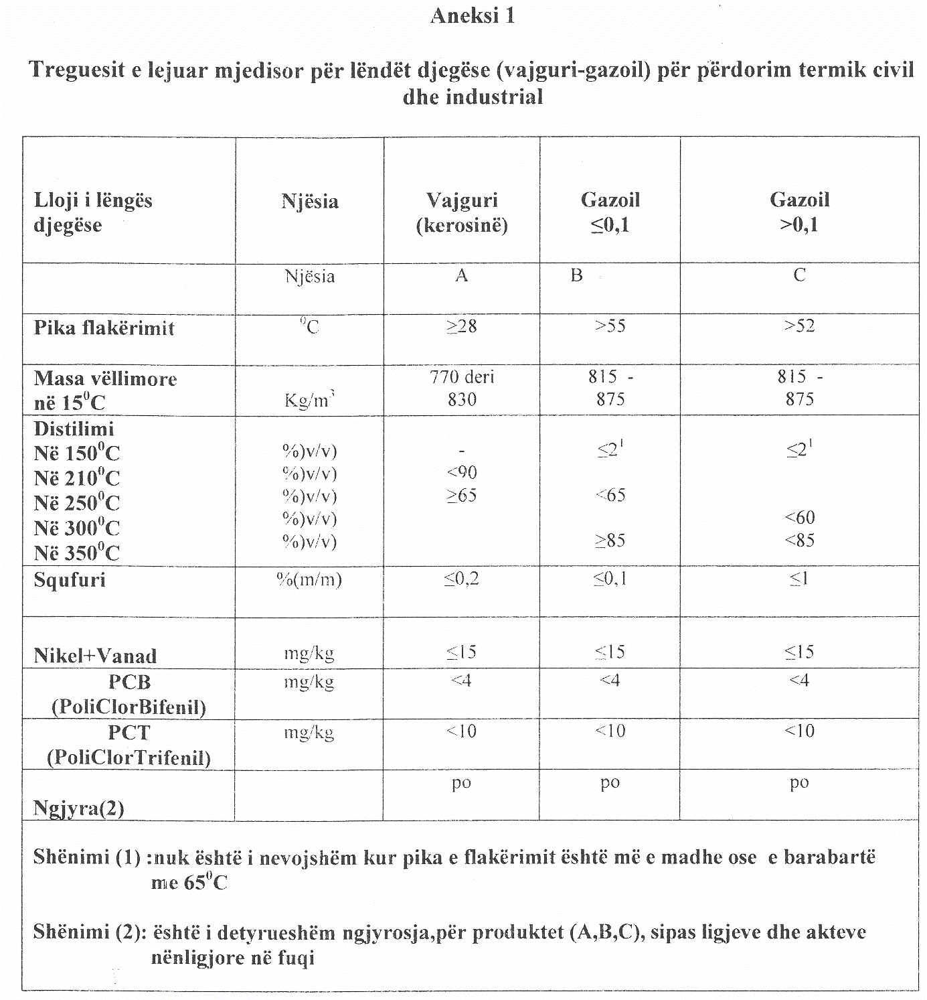 Aneksi 1
Treguesit e lejuar mjedisor për lëndët djegëse (vajguri-gazoil) për përdorim termik civil
dhe industrial
Lloji i lëngës djegëse | Njësia | Vajguri (kerosinë) | Gazoil ≤0,1 | Gazoil >0,1
Njësia | A | B | C
Pika flakërimit | ⁰C | ≥28 | >55 | >52
Masa vëllimore | 770 deri | 815 - | 815 -
në 15⁰C | Kg/m³ | 830 | 875 | 875
Distilimi
Në 150⁰C | %)v/v) | - | ≤2¹ | ≤2¹
Në 210⁰C | %)v/v) | <90
Në 250⁰C | %)v/v) | ≥65 | <65
Në 300⁰C | %)v/v) | <60
Në 350⁰C | %)v/v) | ≥85 | <85
Squfuri | %(m/m) | ≤0,2 | ≤0,1 | ≤1
Nikel+Vanad | mg/kg | ≤15 | ≤15 | ≤15
PCB | mg/kg | <4 | <4 | <4
(PoliClorBifenil)
PCT | mg/kg | <10 | <10 | <10
(PoliClorTrifenil)
po | po | po
Ngjyra(2)
Shënimi (1) :nuk është i nevojshëm kur pika e flakërimit është më e madhe ose e barabartë
me 65⁰C
Shënimi (2): është i detyrueshëm ngjyrosja,për produktet (A,B,C), sipas ligjeve dhe akteve
nënligjore në fuqi